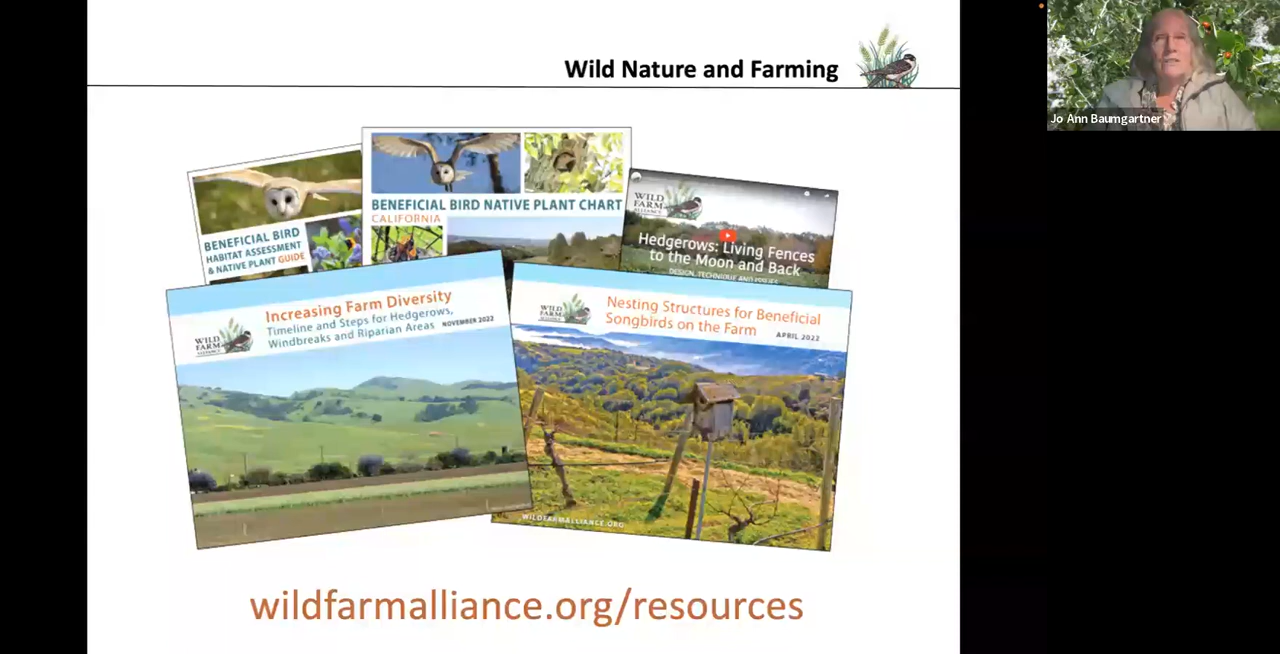 Wild Nature and Farming
Jo Ann Baumgartner
BENEFICIAL BIRD
HABITAT ASSESSMENT
& NATIVE PLANT GUIDE
BENEFICIAL BIRD NATIVE PLANT CHART
CALIFORNIA
WILD
FARM
ALLIANCE
Hedgerows: Living Fences
to the Moon and Back
DESIGN, TECHNIQUE AND
WILD
FARM
ALLIANCE
Increasing Farm Diversity
Timeline and Steps for Hedgerows,
Windbreaks and Riparian Areas NOVEMBER 2022
WILD
FARM
ALLIANCE
Nesting Structures for Beneficial
Songbirds on the Farm
APRIL 2022
WILDFARMALLIANCE.ORG
wildfarmalliance.org/resources